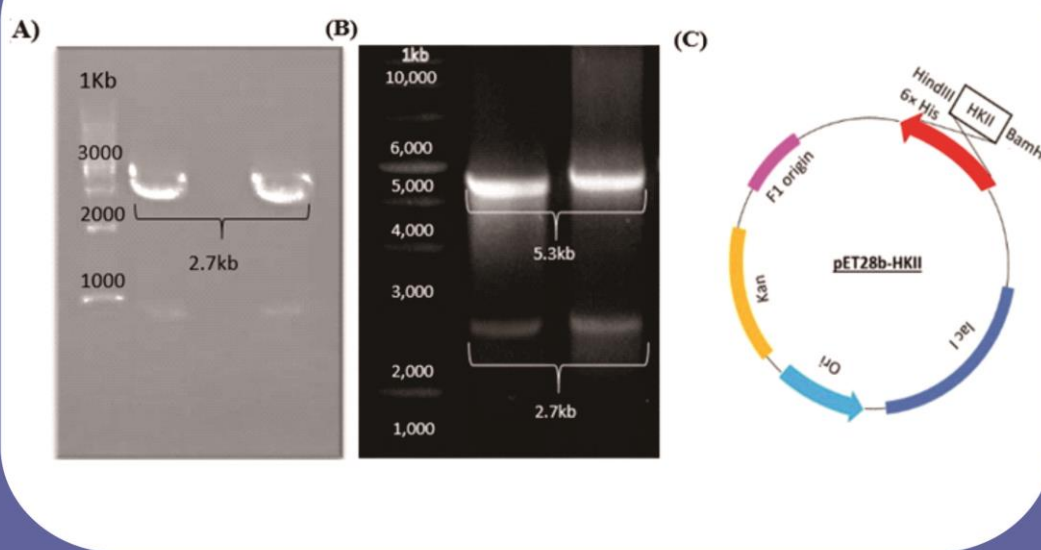 A)
1Kb
3000
2000
1000
2.7kb
(B)
1kb
10,000
6,000
5,000
4,000
3,000
2,000
1,000
5.3kb
2.7kb
(C)
HindIII
6x His
HKII
BamH
F1 origin
Kan
pET28b-HKII
lac I
Ori